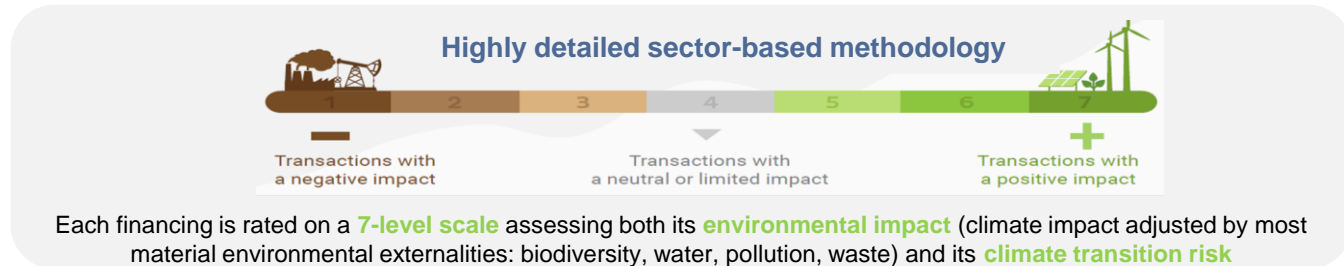 Highly detailed sector-based methodology
1 2 3 4 5 6 7
Transactions with
a negative impact
Transactions with
a neutral or limited impact
Transactions with
a positive impact
Each financing is rated on a 7-level scale assessing both its environmental impact (climate impact adjusted by most
material environmental externalities: biodiversity, water, pollution, waste) and its climate transition risk